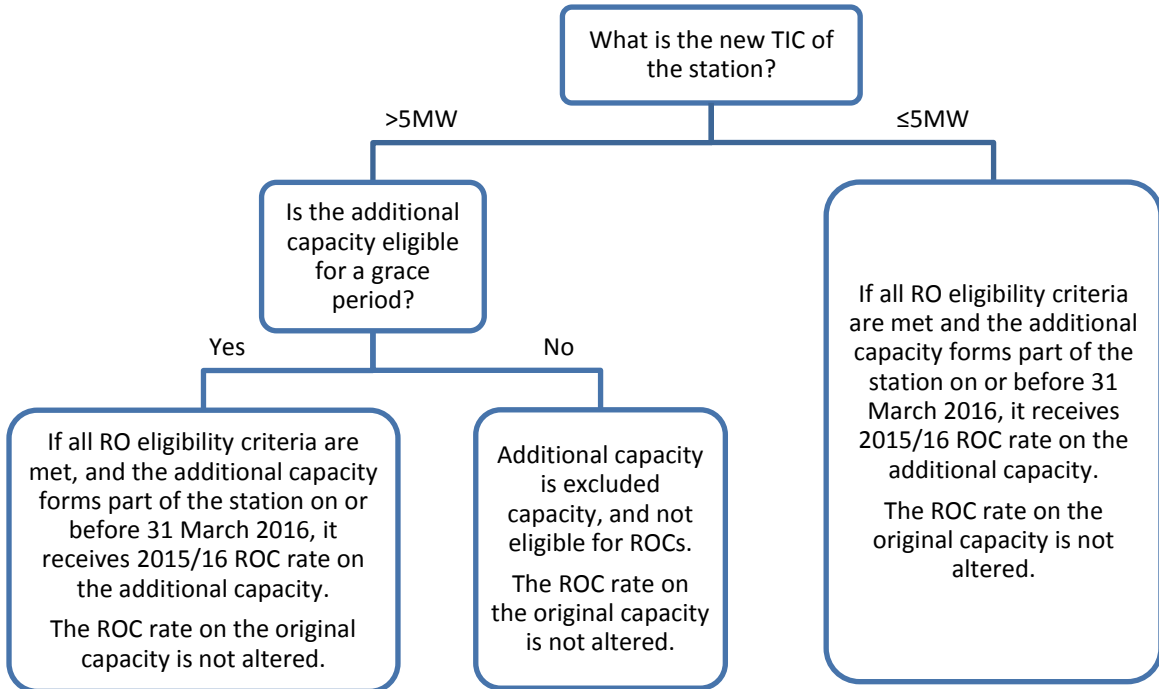 What is the new TIC of
the station?
>5MW
≤5MW
Is the additional
capacity eligible
for a grace
period?
Yes
No
If all RO eligibility criteria are
met, and the additional capacity
forms part of the station on or
before 31 March 2016, it
receives 2015/16 ROC rate on
the additional capacity.
The ROC rate on the original
capacity is not altered.
Additional capacity
is excluded
capacity, and not
eligible for ROCs.
The ROC rate on
the original capacity
is not altered.
If all RO eligibility criteria
are met and the additional
capacity forms part of the
station on or before 31
March 2016, it receives
2015/16 ROC rate on the
additional capacity.
The ROC rate on the
original capacity is not
altered.